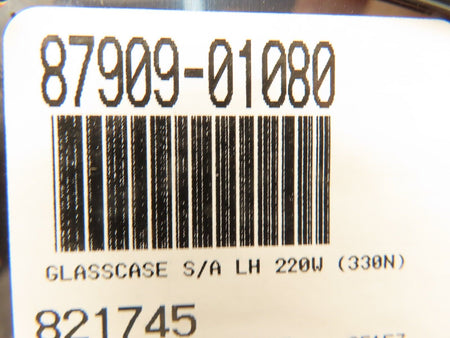 87909-01080
GLASSCASE S/A LH 220W (330N)
821745